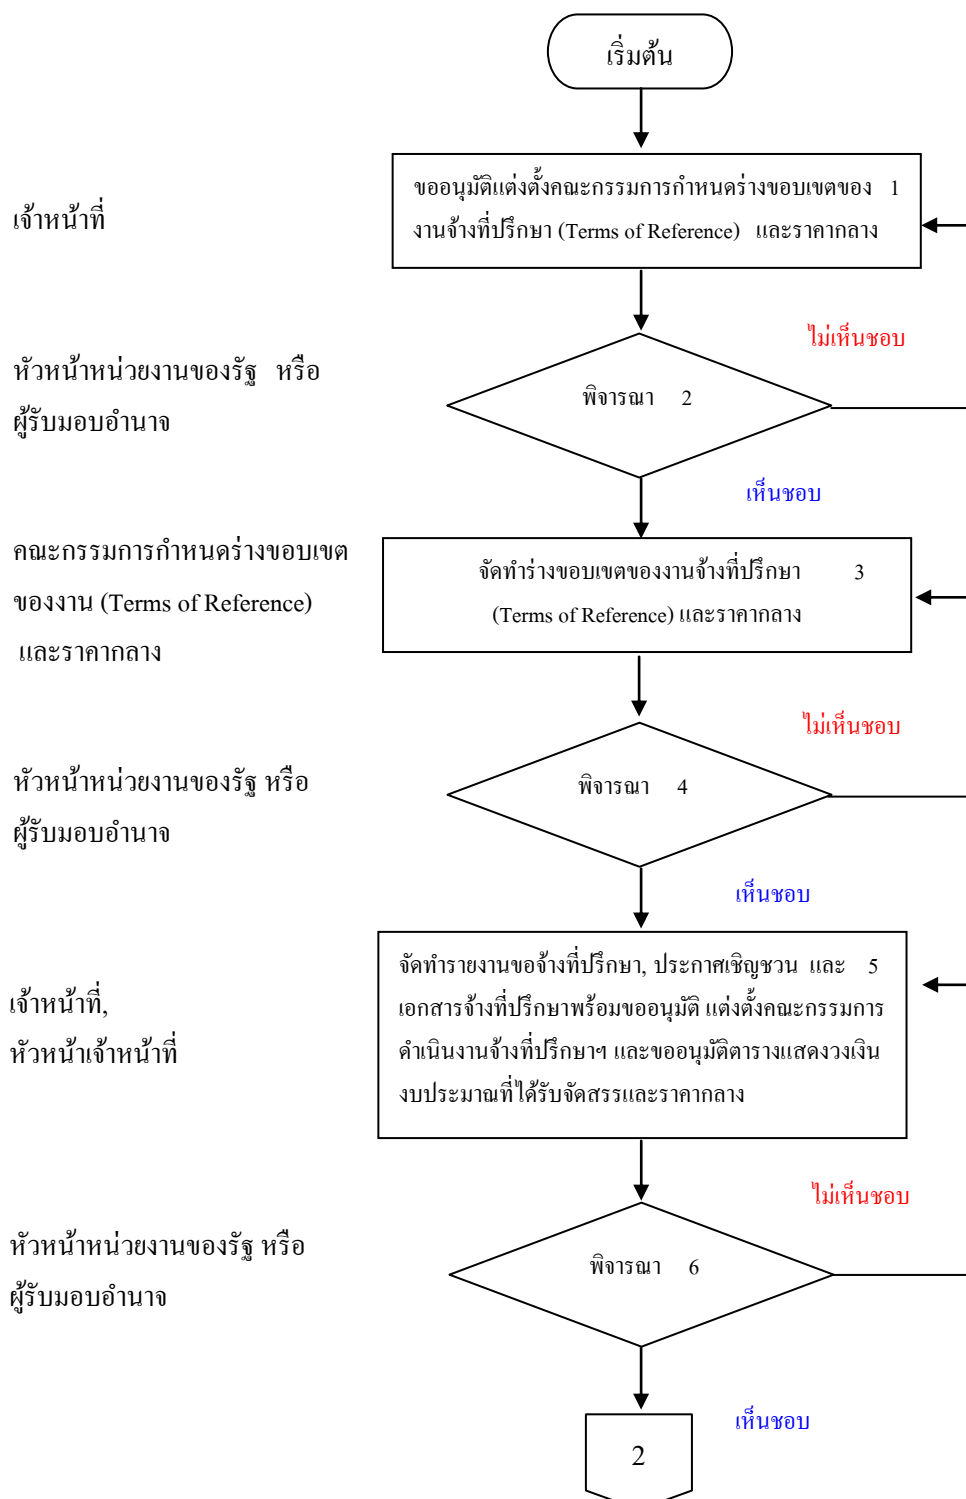 เริ่มต้น
เจ้าหน้าที่
ขออนุมัติแต่งตั้งคณะกรรมการกำหนดร่างขอบเขตของ 1
งานจ้างที่ปรึกษา (Terms of Reference) และราคากลาง
ไม่เห็นชอบ
หัวหน้าหน่วยงานของรัฐ หรือ
ผู้รับมอบอำนาจ
พิจารณา 2
เห็นชอบ
คณะกรรมการกำหนดร่างขอบเขต
ของงาน (Terms of Reference)
และราคากลาง
จัดทำร่างขอบเขตของงานจ้างที่ปรึกษา 3
(Terms of Reference) และราคากลาง
ไม่เห็นชอบ
หัวหน้าหน่วยงานของรัฐ หรือ
ผู้รับมอบอำนาจ
พิจารณา 4
เห็นชอบ
เจ้าหน้าที่,
หัวหน้าเจ้าหน้าที่
จัดทำรายงานขอจ้างที่ปรึกษา, ประกาศเชิญชวน และ 5
เอกสารจ้างที่ปรึกษาพร้อมขออนุมัติ แต่งตั้งคณะกรรมการ
ดำเนินงานจ้างที่ปรึกษาฯ และขออนุมัติตารางแสดงวงเงิน
งบประมาณที่ได้รับจัดสรรและราคากลาง
ไม่เห็นชอบ
หัวหน้าหน่วยงานของรัฐ หรือ
ผู้รับมอบอำนาจ
พิจารณา 6
เห็นชอบ
2